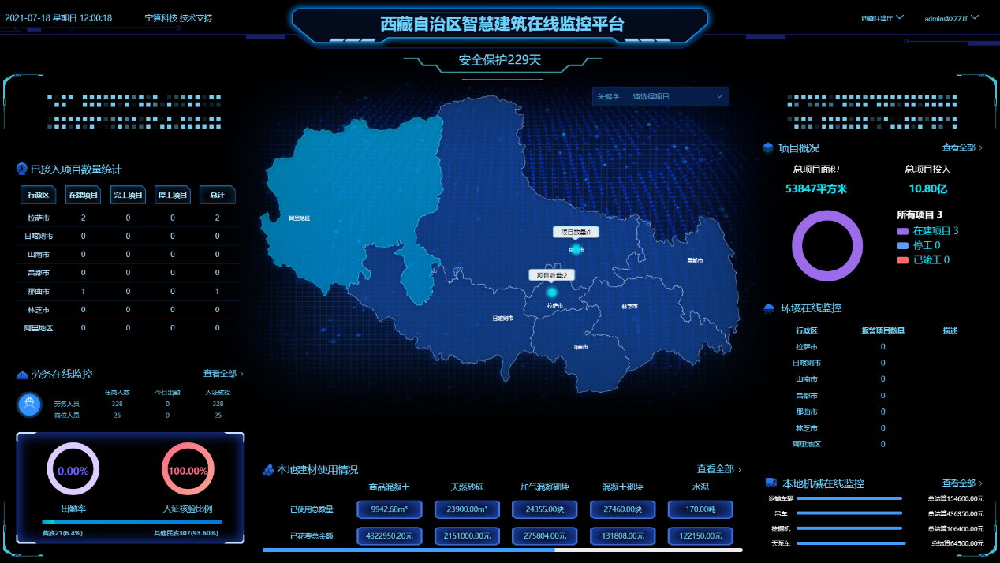 2021-07-18 星期日 12:00:18
宁算科技 技术支持
西藏自治区智慧建筑在线监控平台
西藏住建厅
admin@XZZJT
安全保护229天
关键字 请选择项目
已接入项目数量统计
行政区 在建项目 完工项目 停工项目 总计
拉萨市 2 0 0 2
日喀则市 0 0 0 0
山南市 0 0 0 0
昌都市 0 0 0 0
那曲市 1 0 0 1
林芝市 0 0 0 0
阿里地区 0 0 0 0
劳务在线监控 查看全部
在岗人数 今日出勤 人证核验
劳务人员 328 0 328
岗位人员 25 0 25
0.00% 100.00%
出勤率 人证核验比例
藏族21(6.4%) 其他民族307(93.60%)
阿里地区
项目数量:1
项目数量:2
拉萨市
日喀则市
林芝市
昌都市
山南市
本地建材使用情况 查看全部
商品混凝土 天然砂砾 加气混凝砌块 混凝土砌块 水泥
已使用总数量 9942.68m³ 23900.00m³ 24355.00块 27460.00块 170.00吨
已花费总金额 4322950.20元 2151000.00元 275804.00元 131808.00元 122150.00元
项目概况 查看全部
总项目面积 总项目投入
53847平方米 10.80亿
所有项目 3
在建项目 3
停工 0
已竣工 0
环境在线监控
行政区 报警项目数量 描述
拉萨市 0
日喀则市 0
山南市 0
昌都市 0
那曲市 0
林芝市 0
阿里地区 0
本地机械在线监控 查看全部
运输车辆 总结算154600.00元
吊车 总结算436350.00元
挖掘机 总结算106400.00元
天泵车 总结算64500.00元